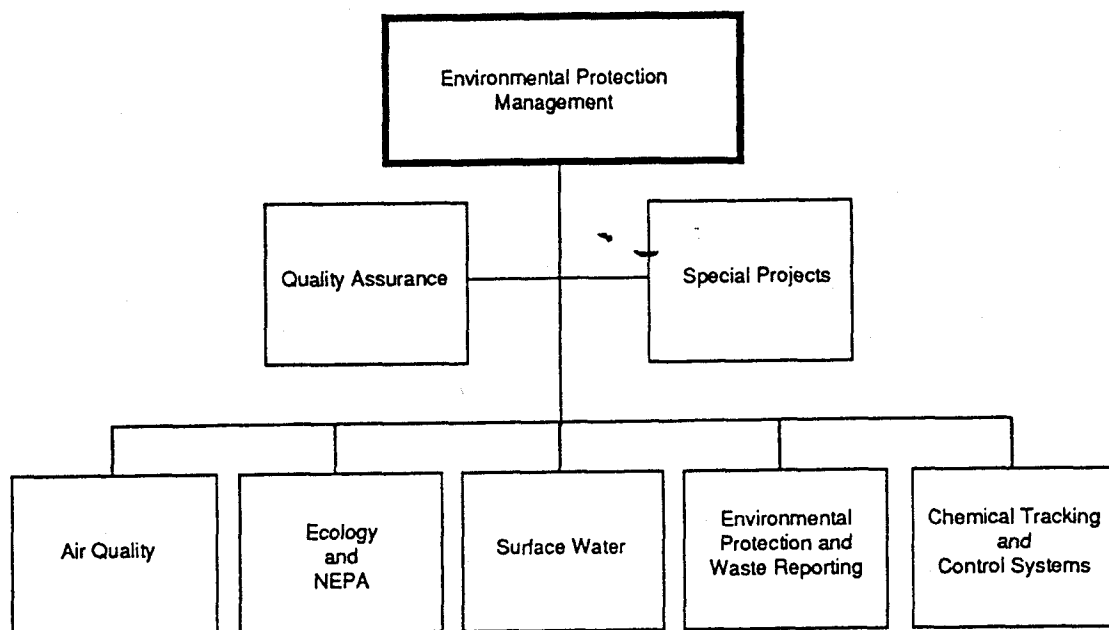 Environmental Protection
Management
Quality Assurance
Special Projects
Air Quality
Ecology
and
NEPA
Surface Water
Environmental
Protection and
Waste Reporting
Chemical Tracking
and
Control Systems